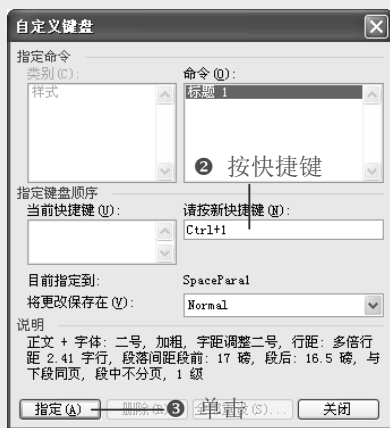 自定义键盘
指定命令
类别(C):
命令(O):
样式
标题 1
❷ 按快捷键
指定键盘顺序
当前快捷键(U):
请按新快捷键(N):
Ctrl+1
目前指定到:
SpacePara1
将更改保存在(V):
Normal
说明
正文 + 字体: 二号, 加粗, 字距调整二号, 行距: 多倍行
距 2.41 字行, 段落间距段前: 17 磅, 段后: 16.5 磅, 与
下段同页, 段中不分页, 1 级
指定(A)
删除
❸ 单击
(S)...
关闭